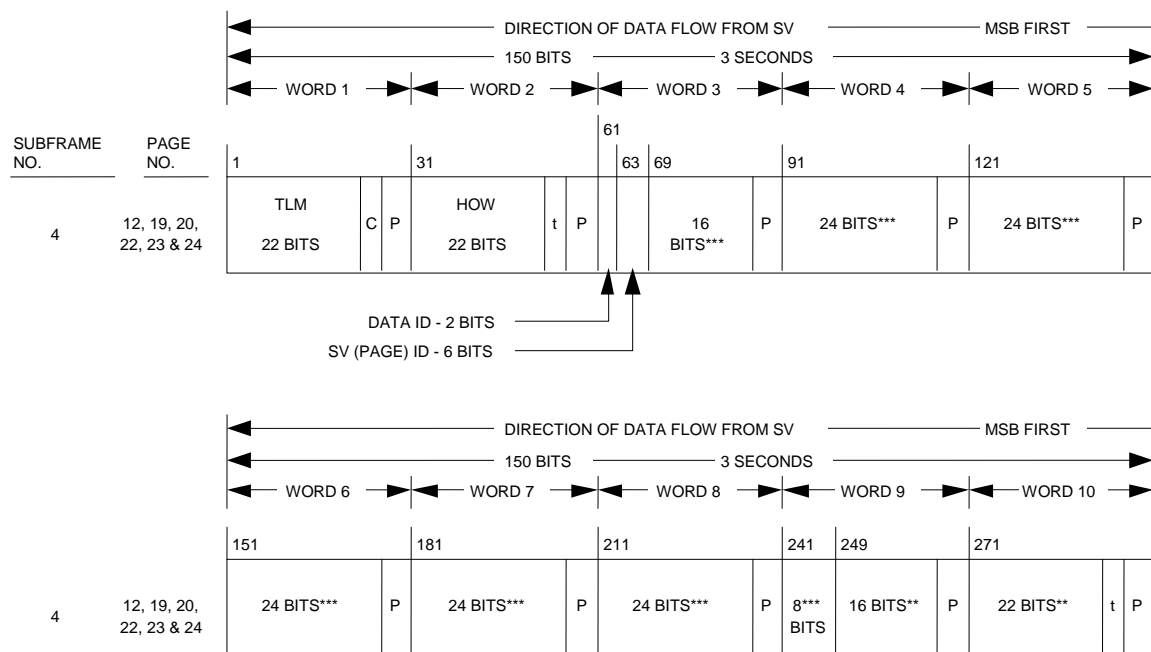 DIRECTION OF DATA FLOW FROM SV MSB FIRST
150 BITS 3 SECONDS
WORD 1 WORD 2 WORD 3 WORD 4 WORD 5
61
SUBFRAME NO. PAGE NO. 1 31 63 69 91 121
4 12, 19, 20, 22, 23 & 24
TLM 22 BITS C P
HOW 22 BITS t P
16 BITS*** P
24 BITS*** P
24 BITS*** P
DATA ID - 2 BITS
SV (PAGE) ID - 6 BITS
DIRECTION OF DATA FLOW FROM SV MSB FIRST
150 BITS 3 SECONDS
WORD 6 WORD 7 WORD 8 WORD 9 WORD 10
151 181 211 241 249 271
4 12, 19, 20, 22, 23 & 24
24 BITS*** P
24 BITS*** P
24 BITS*** P
8*** BITS
16 BITS** P
22 BITS** t P